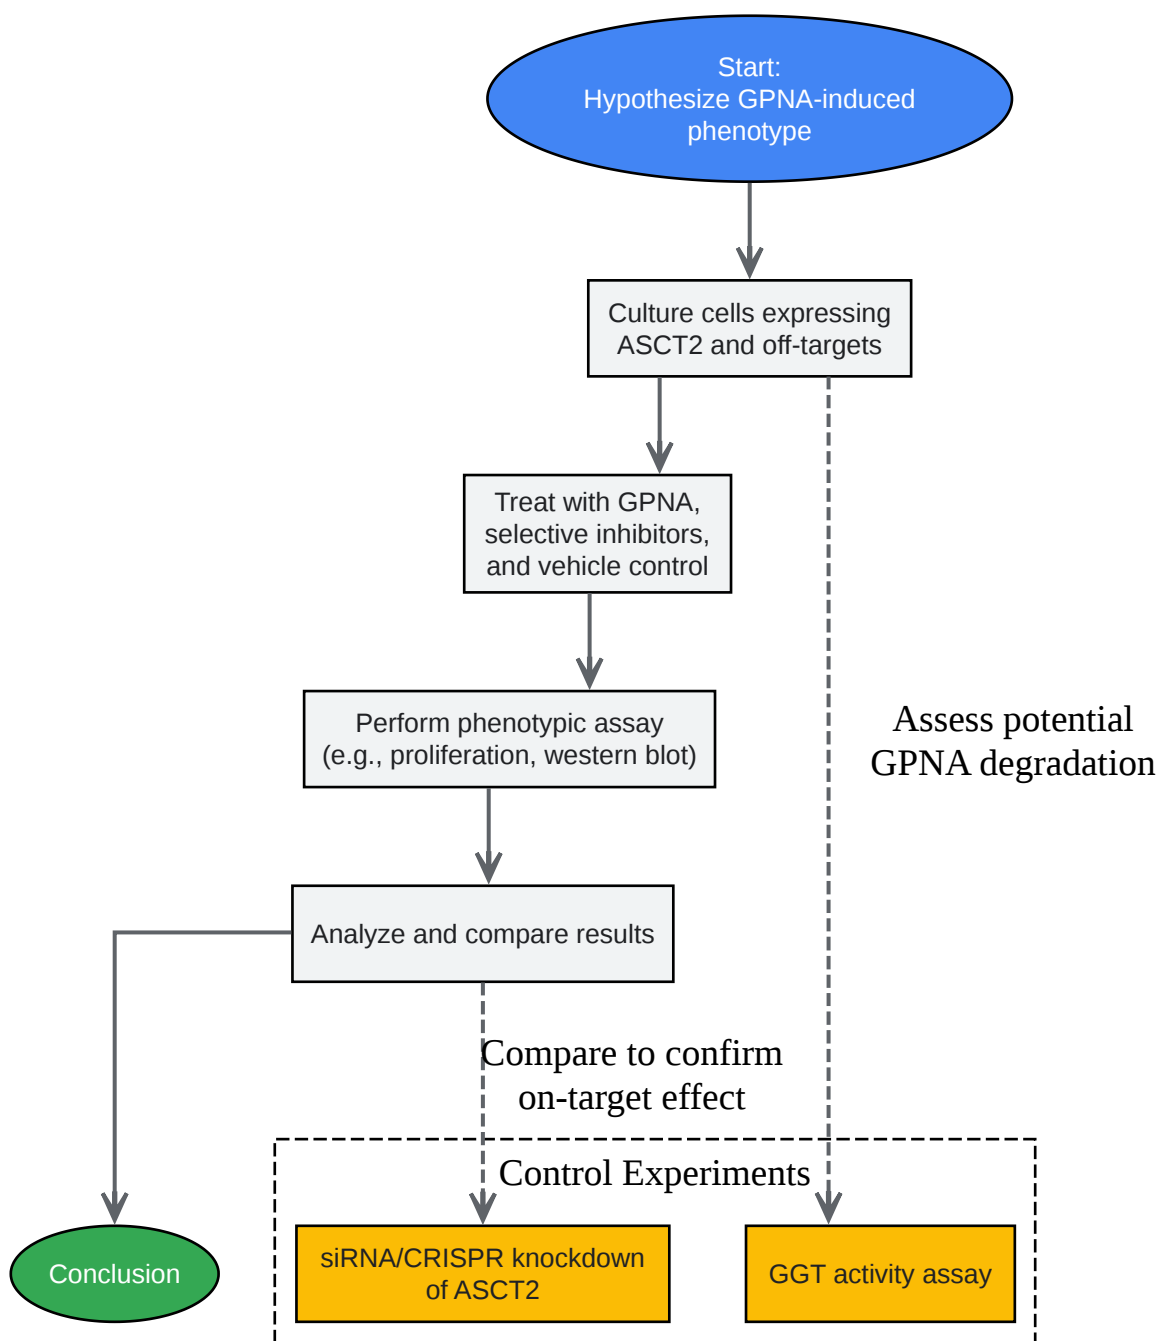 Start:
Hypothesize GPNA-induced
phenotype
Culture cells expressing
ASCT2 and off-targets
Treat with GPNA,
selective inhibitors,
and vehicle control
Perform phenotypic assay
(e.g., proliferation, western blot)
Assess potential
GPNA degradation
Analyze and compare results
Compare to confirm
on-target effect
Control Experiments
Conclusion
siRNA/CRISPR knockdown
of ASCT2
GGT activity assay